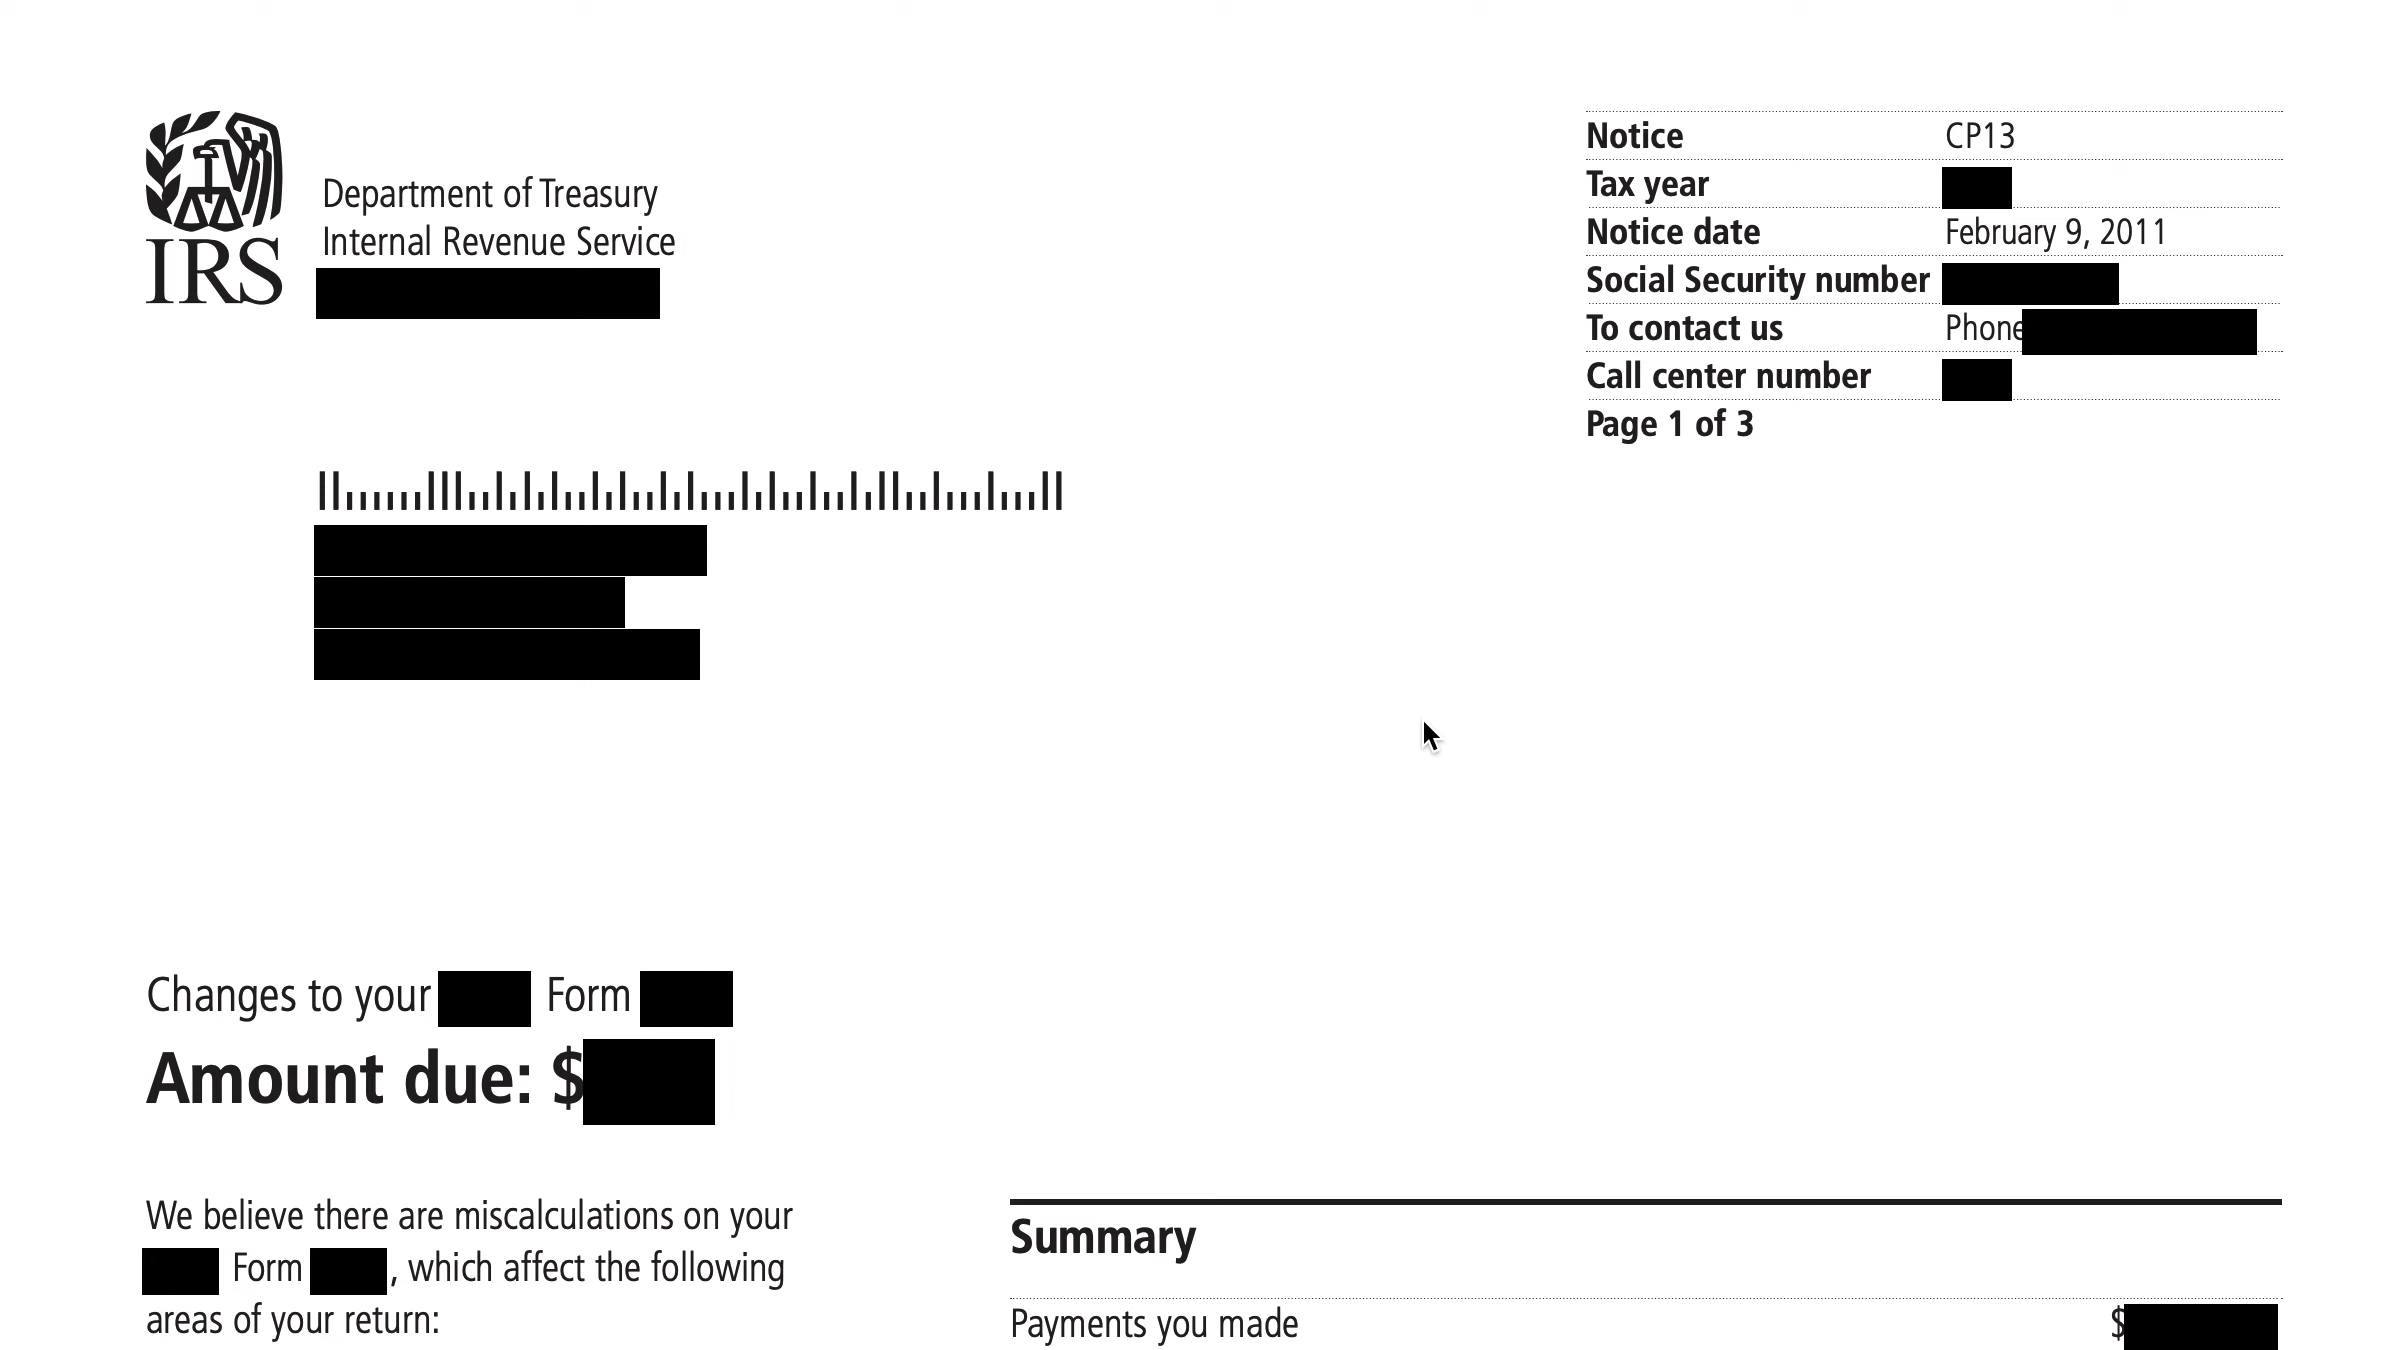 IRS
Department of Treasury
Internal Revenue Service
Notice CP13
Tax year
Notice date February 9, 2011
Social Security number
To contact us Phone
Call center number
Page 1 of 3
Changes to your Form
Amount due: $
We believe there are miscalculations on your
Form , which affect the following
areas of your return:
Summary
Payments you made $